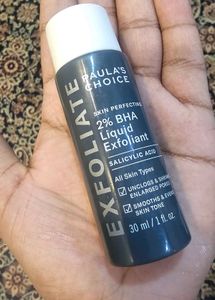 EXFOLIATE
PAULA'S
CHOICE
SKIN PERFECTING
2% BHA
Liquid
Exfoliant
SALICYLIC ACID
All Skin Types
UNCLOGS &
ENLARGED PORES
SMOOTHS & EVENS
SKIN TONE
30 ml / 1 fl. oz.